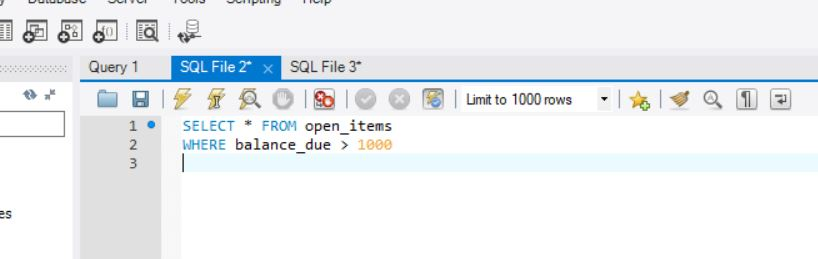 Database Server Tools Scripting Help
Query 1 SQL File 2* × SQL File 3*
Limit to 1000 rows
1 SELECT * FROM open_items
2 WHERE balance_due > 1000
3
es